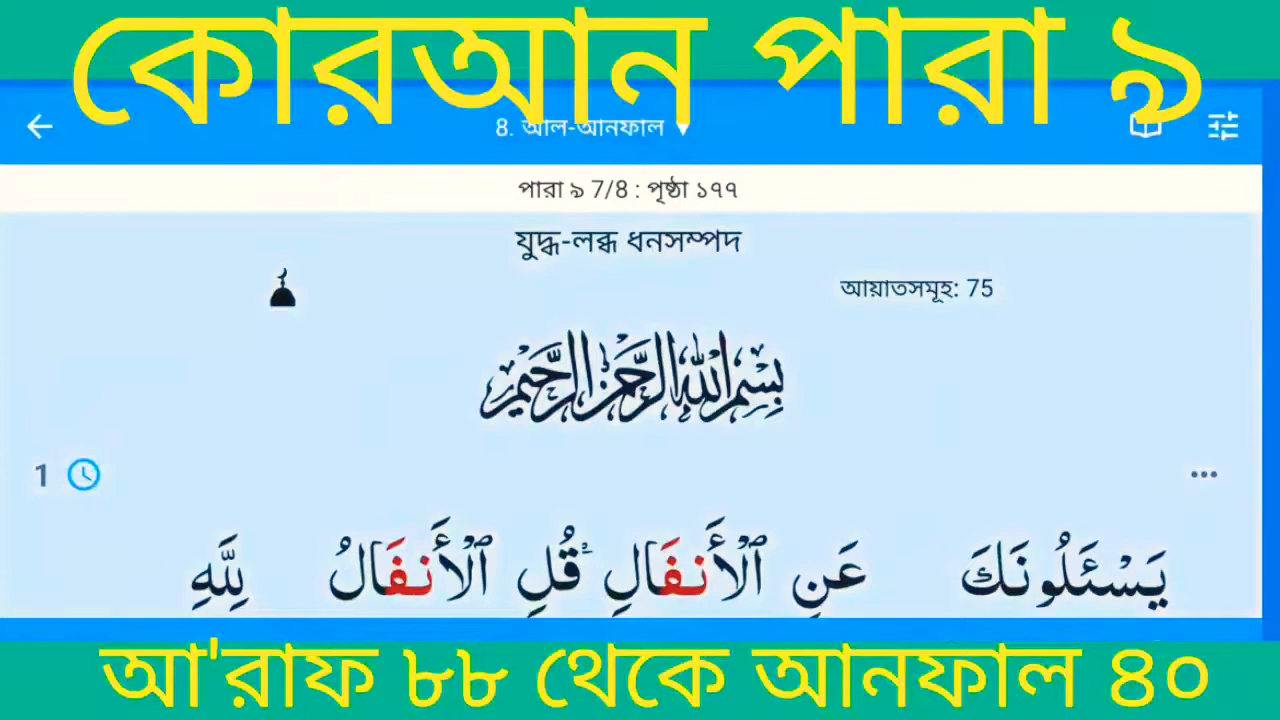 কোরআন পারা ৯
8. আল-আনফাল ▼
পারা ৯ 7/8 : পৃষ্ঠা ১৭৭
যুদ্ধ-লব্ধ ধনসম্পদ
আয়াতসমূহ: 75
بِسْمِ اللَّهِ الرَّحْمَٰنِ الرَّحِيمِ
1
يَسْـَٔلُونَكَ عَنِ ٱلْأَنفَالِ ۖ قُلِ ٱلْأَنفَالُ لِلَّهِ
আ'রাফ ৮৮ থেকে আনফাল ৪০